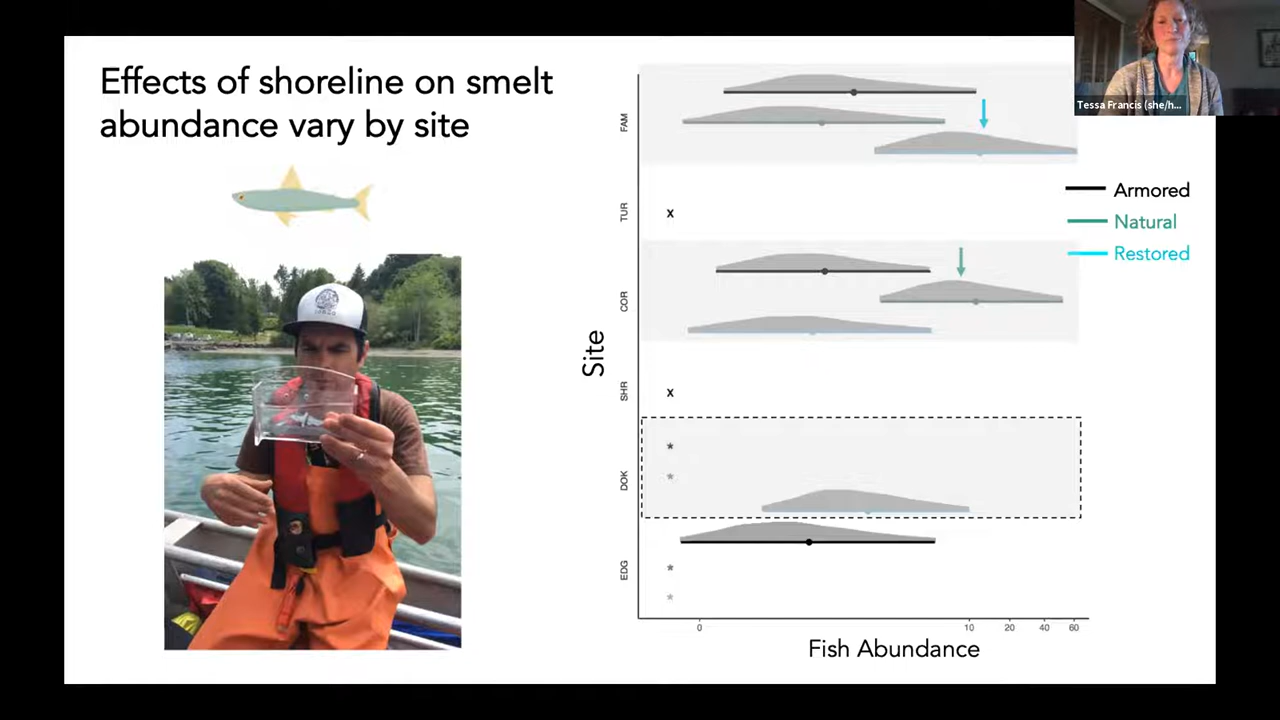 Effects of shoreline on smelt
abundance vary by site
Tessa Francis (she/h...
Armored
Natural
Restored
Site
FAM
TUR
x
COR
SHR
x
DOK
*
*
EDG
*
*
0 10 20 40 60
Fish Abundance